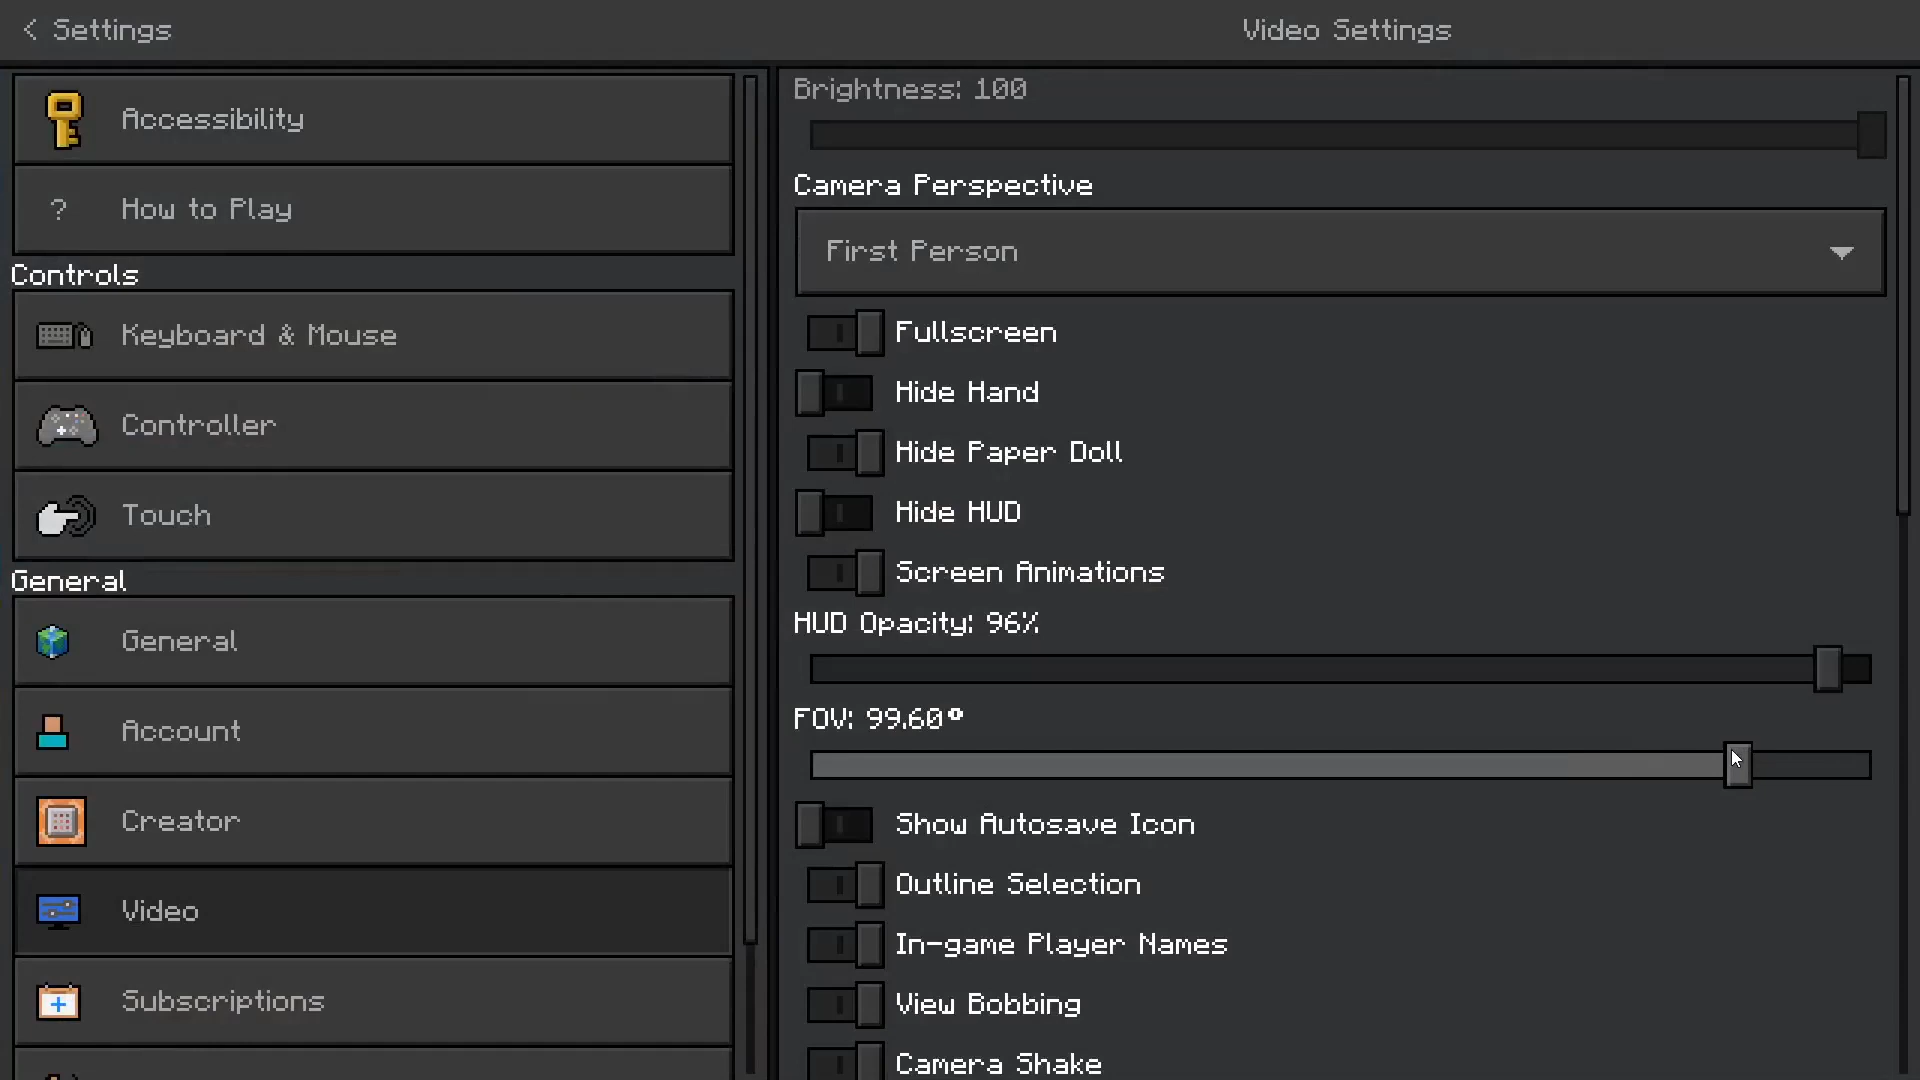 < Settings
Video Settings
Accessibility
? How to Play
Controls
Keyboard & Mouse
Controller
Touch
General
General
Account
Creator
Video
Subscriptions
Brightness: 100
Camera Perspective
First Person
Fullscreen
Hide Hand
Hide Paper Doll
Hide HUD
Screen Animations
HUD Opacity: 96%
FOV: 99.60°
Show Autosave Icon
Outline Selection
In-game Player Names
View Bobbing
Camera Shake